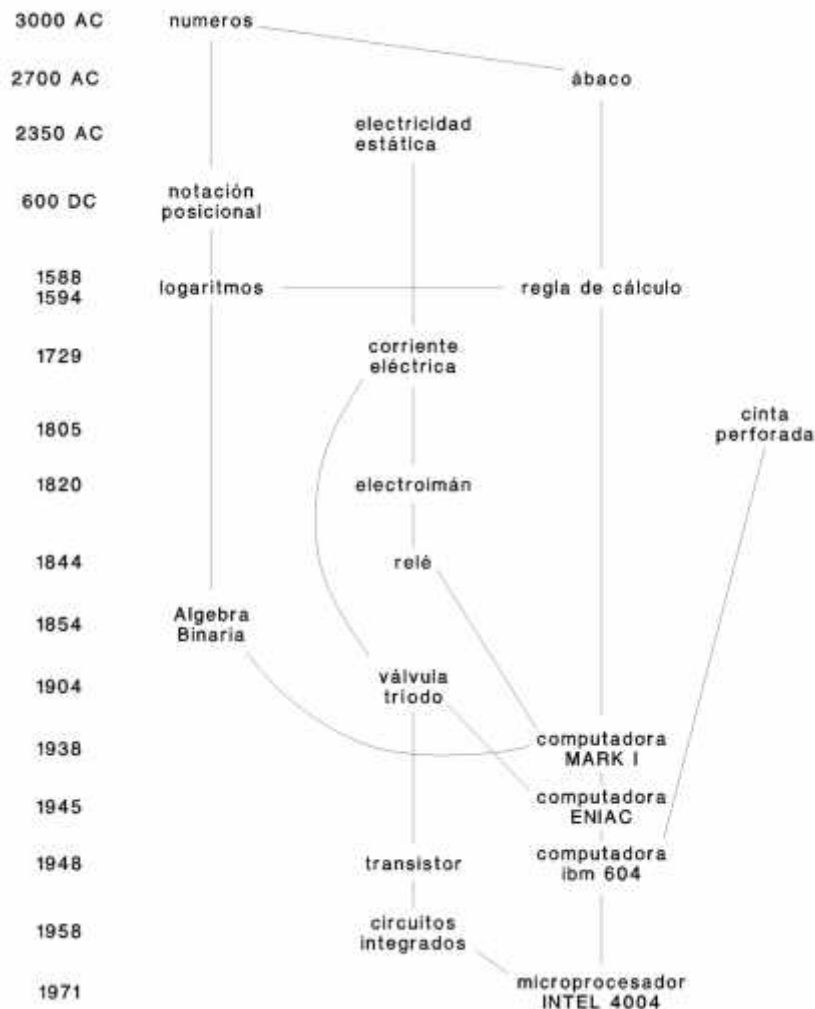 3000 AC
numeros
2700 AC
ábaco
2350 AC
electricidad
estática
600 DC
notación
posicional
1588
1594
logaritmos
regla de cálculo
1729
corriente
eléctrica
1805
cinta
perforada
1820
electroimán
1844
relé
1854
Algebra
Binaria
1904
válvula
tríodo
1938
computadora
MARK I
1945
computadora
ENIAC
1948
transistor
computadora
ibm 604
1958
circuitos
integrados
1971
microprocesador
INTEL 4004